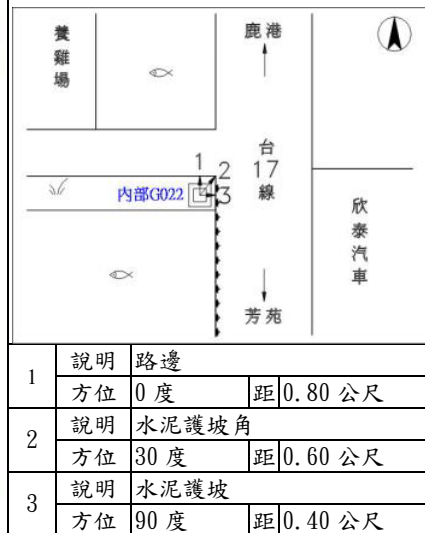 養雞場
鹿港
台17線
1
2
3
內部G022
欣泰汽車
芳苑
1 說明 路邊
方位 0 度 距 0.80 公尺
2 說明 水泥護坡角
方位 30 度 距 0.60 公尺
3 說明 水泥護坡
方位 90 度 距 0.40 公尺